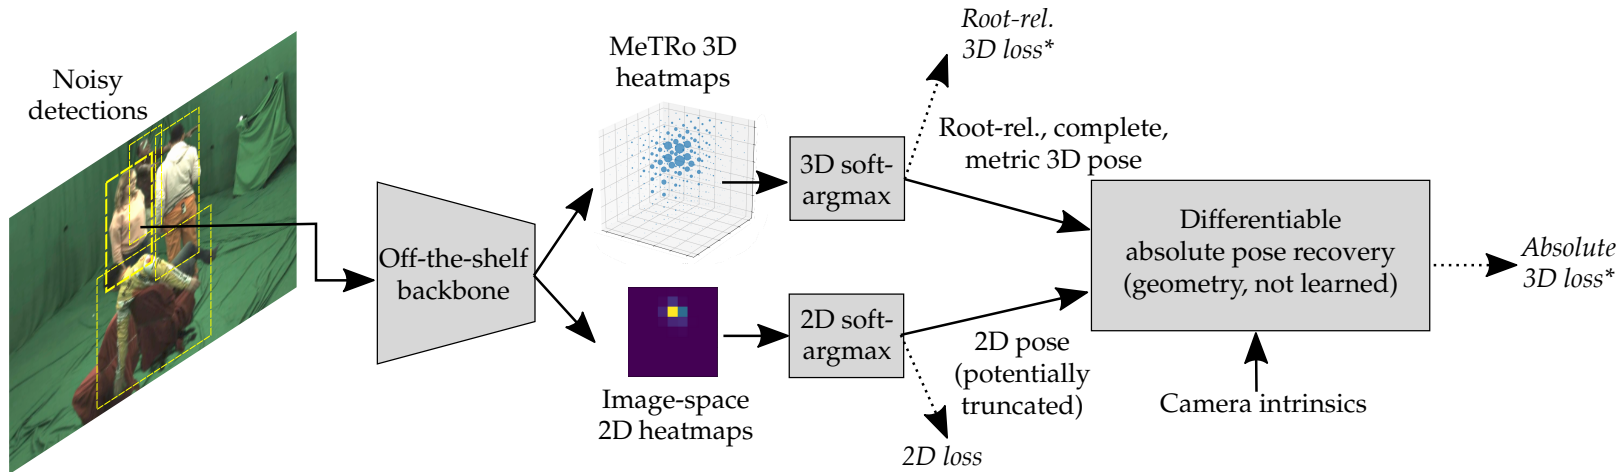 Noisy
detections
Off-the-shelf
backbone
MeTRo 3D
heatmaps
Image-space
2D heatmaps
3D soft-
argmax
2D soft-
argmax
Root-rel.
3D loss*
Root-rel., complete,
metric 3D pose
2D pose
(potentially
truncated)
2D loss
Differentiable
absolute pose recovery
(geometry, not learned)
Camera intrinsics
Absolute
3D loss*